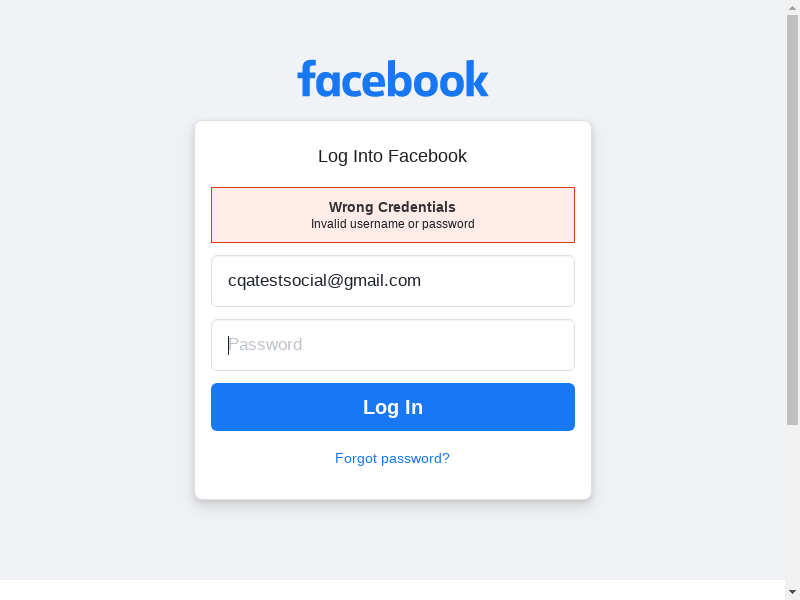 facebook
Log Into Facebook
Wrong Credentials
Invalid username or password
cqatestsocial@gmail.com
Password
Log In
Forgot password?